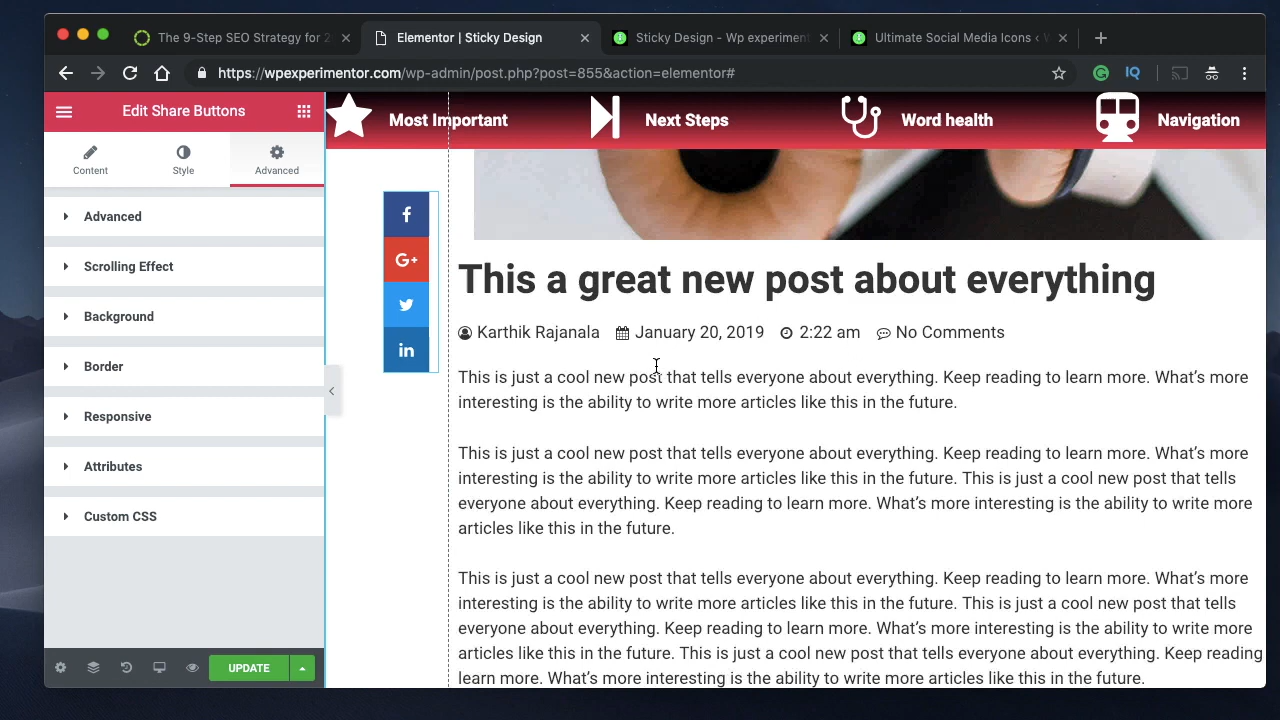 The 9-Step SEO Strategy for 2
Elementor | Sticky Design
Sticky Design - Wp experiment
Ultimate Social Media Icons ‹ W
https://wpexperimentor.com/wp-admin/post.php?post=855&action=elementor#
IQ
Edit Share Buttons
Content
Style
Advanced
Advanced
Scrolling Effect
Background
Border
Responsive
Attributes
Custom CSS
UPDATE
Most Important
Next Steps
Word health
Navigation
f
G+
in
This a great new post about everything
Karthik Rajanala January 20, 2019 2:22 am No Comments
This is just a cool new post that tells everyone about everything. Keep reading to learn more. What’s more
interesting is the ability to write more articles like this in the future.
This is just a cool new post that tells everyone about everything. Keep reading to learn more. What’s more
interesting is the ability to write more articles like this in the future. This is just a cool new post that tells
everyone about everything. Keep reading to learn more. What’s more interesting is the ability to write more
articles like this in the future.
This is just a cool new post that tells everyone about everything. Keep reading to learn more. What’s more
interesting is the ability to write more articles like this in the future. This is just a cool new post that tells
everyone about everything. Keep reading to learn more. What’s more interesting is the ability to write more
articles like this in the future. This is just a cool new post that tells everyone about everything. Keep reading
learn more. What’s more interesting is the ability to write more articles like this in the future.